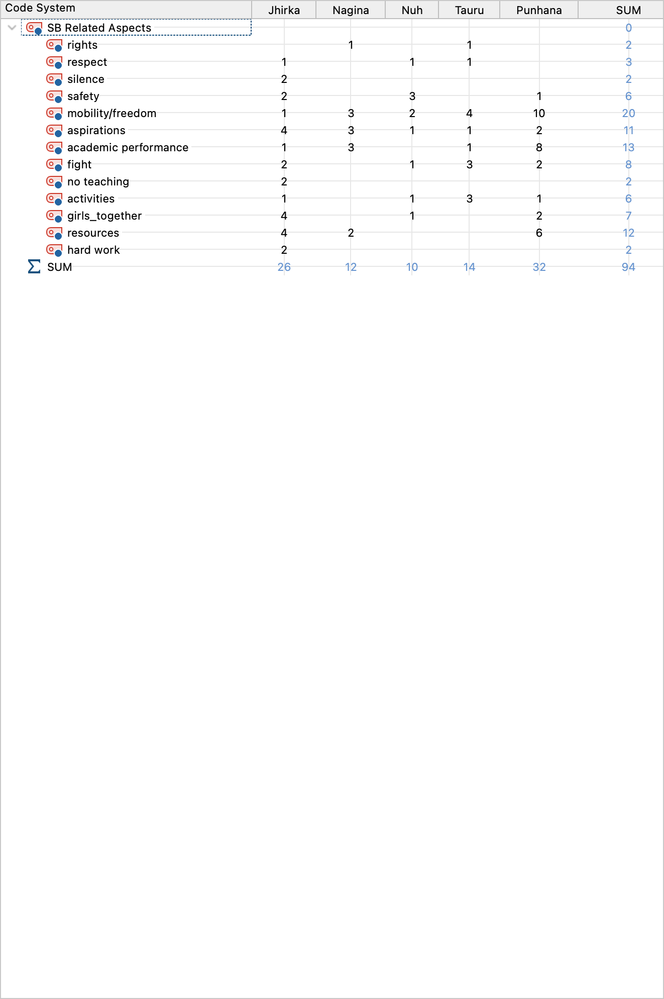 Code System Jhirka Nagina Nuh Tauru Punhana SUM
SB Related Aspects 0
rights 1 1 2
respect 1 1 1 3
silence 2 2
safety 2 3 1 6
mobility/freedom 1 3 2 4 10 20
aspirations 4 3 1 1 2 11
academic performance 1 3 1 8 13
fight 2 1 3 2 8
no teaching 2 2
activities 1 1 3 1 6
girls_together 4 1 2 7
resources 4 2 6 12
hard work 2 2
Σ SUM 26 12 10 14 32 94